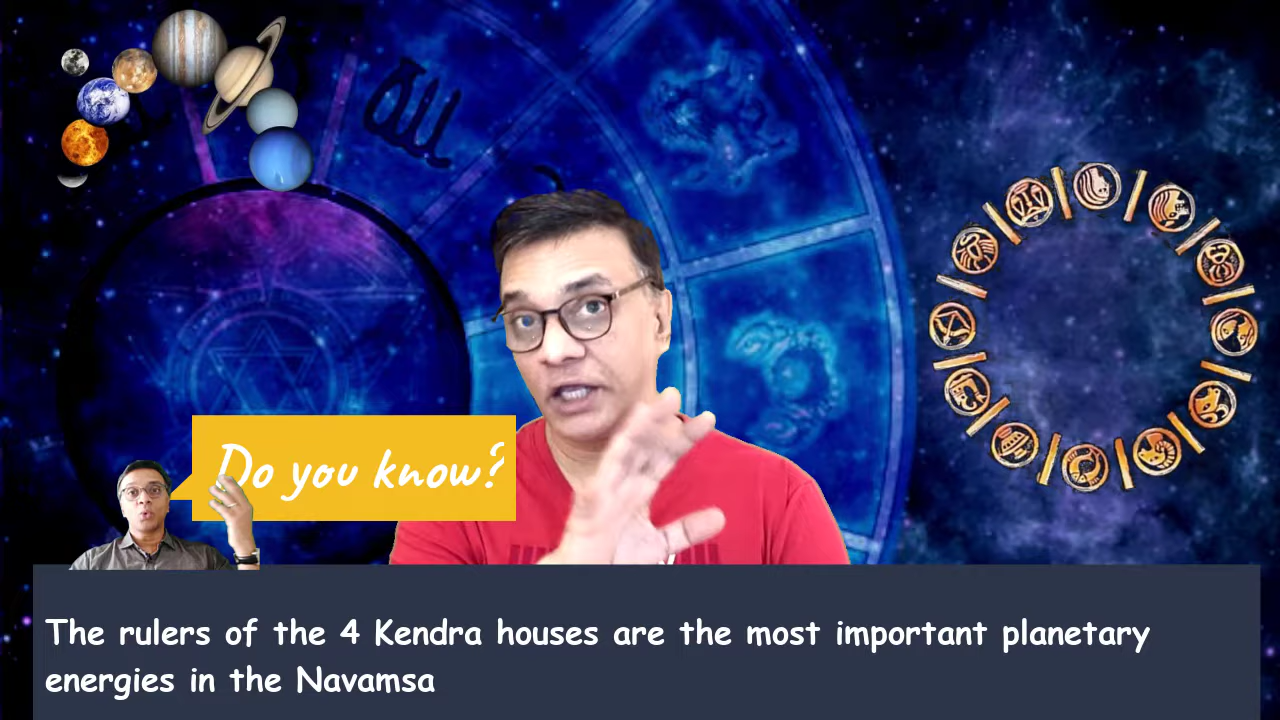 Do you know?
The rulers of the 4 Kendra houses are the most important planetary
energies in the Navamsa